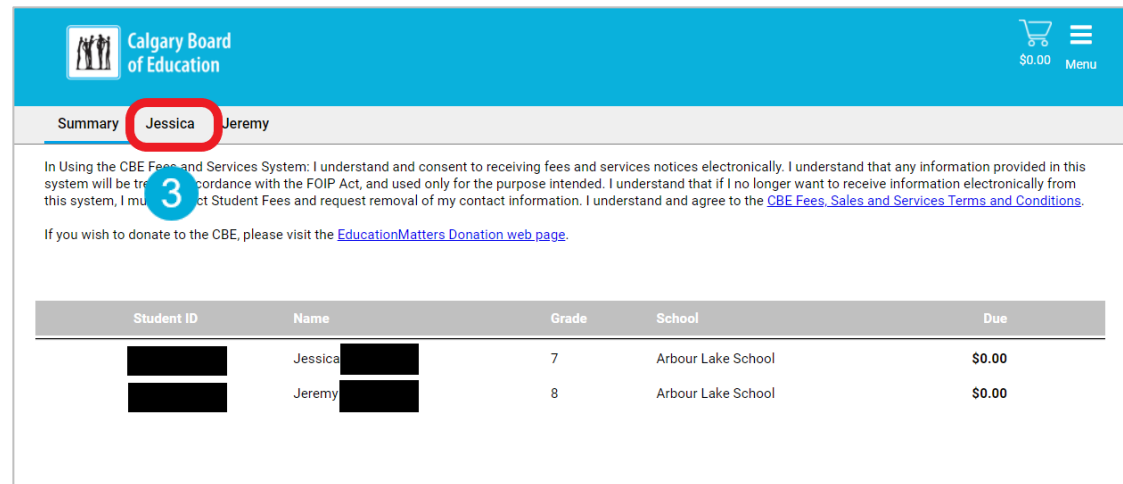 Calgary Board
of Education
$0.00 Menu
Summary Jessica Jeremy
In Using the CBE Fees and Services System: I understand and consent to receiving fees and services notices electronically. I understand that any information provided in this
system will be accordance with the FOIP Act, and used only for the purpose intended. I understand that if I no longer want to receive information electronically from
this system, I Student Fees and request removal of my contact information. I understand and agree to the CBE Fees, Sales and Services Terms and Conditions.
3
If you wish to donate to the CBE, please visit the EducationMatters Donation web page.
Student ID Name Grade School Due
Jessica 7 Arbour Lake School $0.00
Jeremy 8 Arbour Lake School $0.00